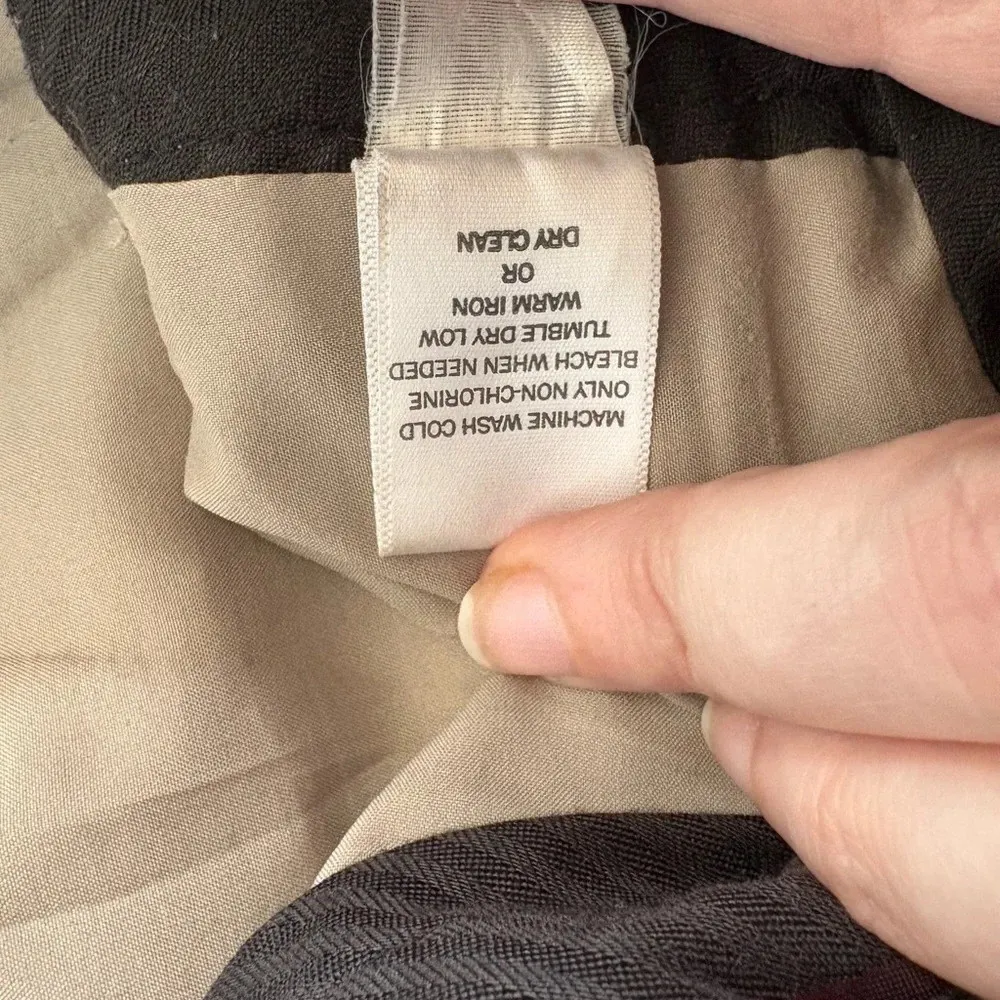 MACHINE WASH COLD
ONLY NON-CHLORINE
BLEACH WHEN NEEDED
TUMBLE DRY LOW
WARM IRON
OR
DRY CLEAN